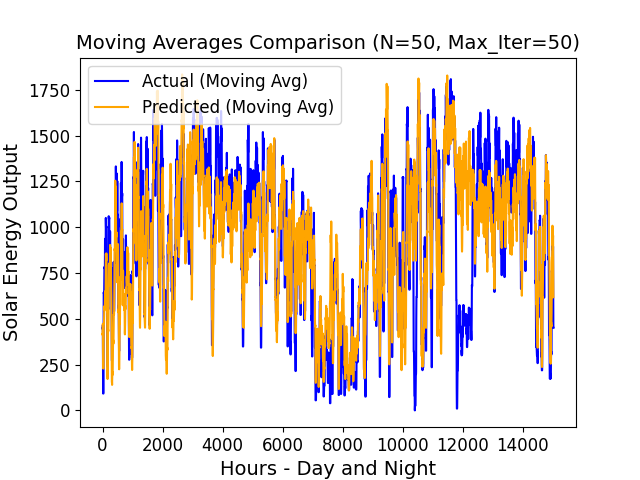 Moving Averages Comparison (N=50, Max_Iter=50)
Actual (Moving Avg)
Predicted (Moving Avg)
Solar Energy Output
1750
1500
1250
1000
750
500
250
0
0 2000 4000 6000 8000 10000 12000 14000
Hours - Day and Night